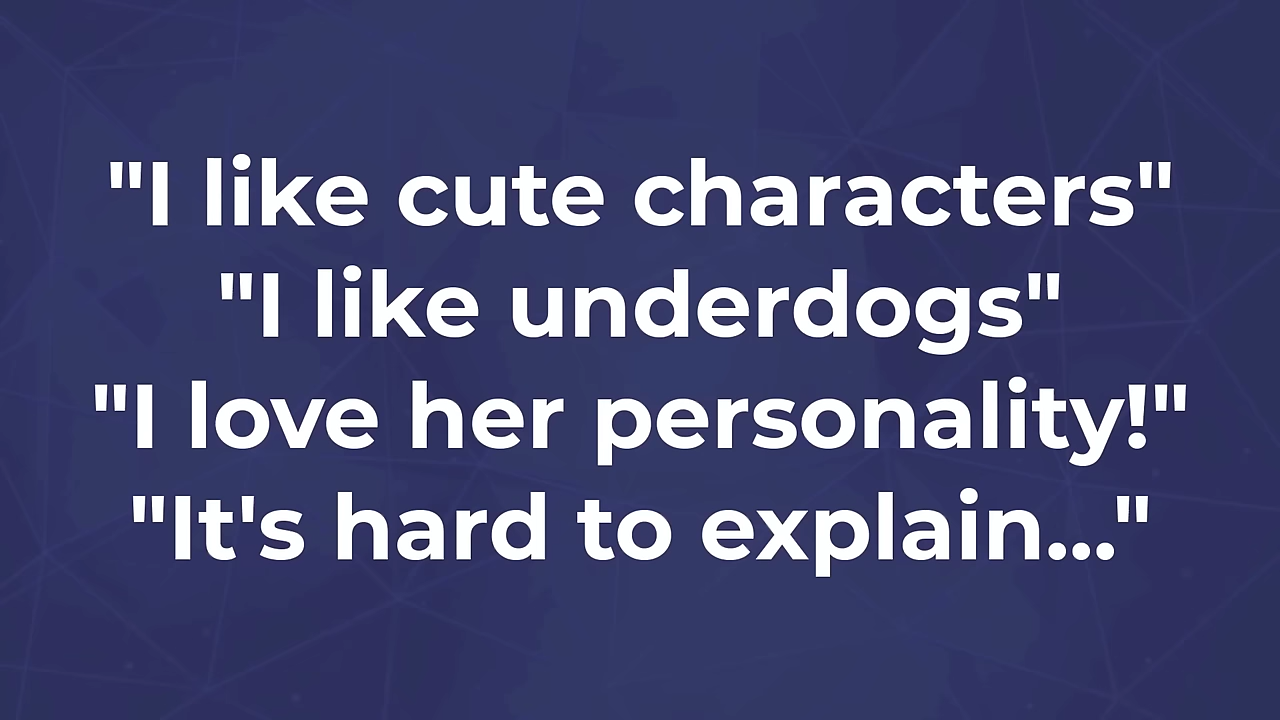 "I like cute characters"
"I like underdogs"
"I love her personality!"
"It's hard to explain..."